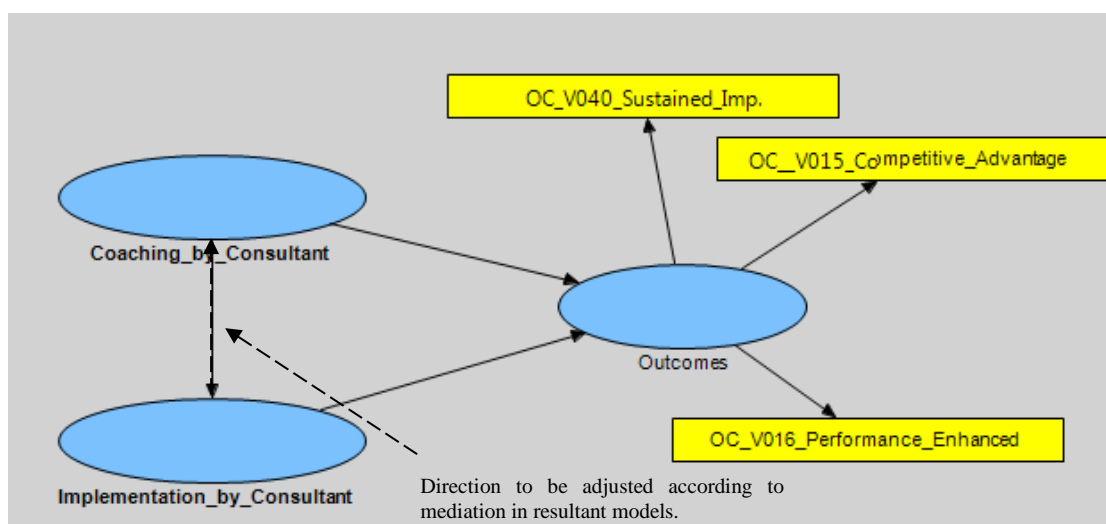 OC_V040_Sustained_Imp.
OC__V015_Competitive_Advantage
Coaching_by_Consultant
Outcomes
OC_V016_Performance_Enhanced
Implementation_by_Consultant
Direction to be adjusted according to
mediation in resultant models.